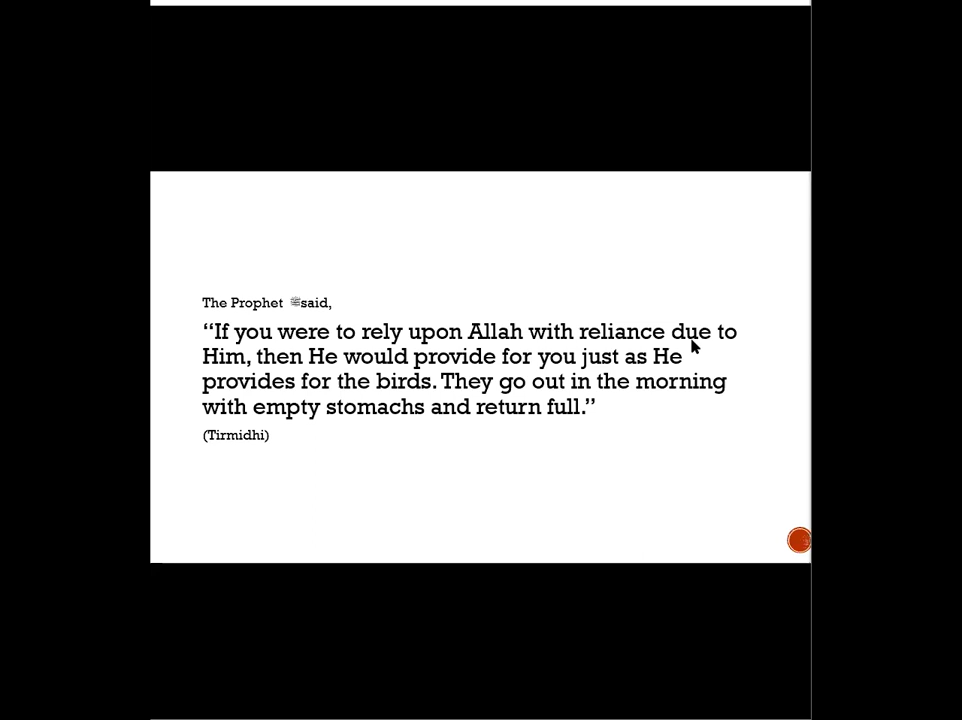 The Prophet ﷺ said,
“If you were to rely upon Allah with reliance due to
Him, then He would provide for you just as He
provides for the birds. They go out in the morning
with empty stomachs and return full.”
(Tirmidhi)